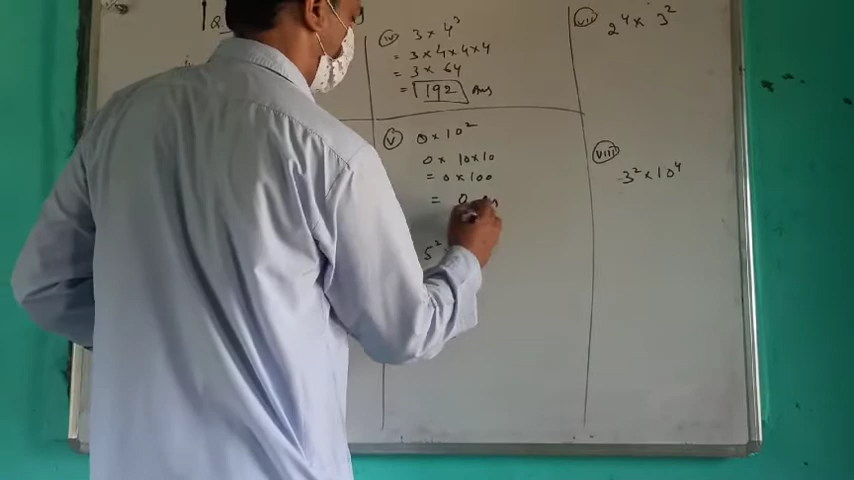 (iv) 3 × 4³
= 3 × 4 × 4 × 4
= 3 × 64
= 192 Ans
(v) 0 × 10²
0 × 10 × 10
= 0 × 100
= 0
5²
(vii) 2⁴ × 3²
(viii) 3² × 10⁴